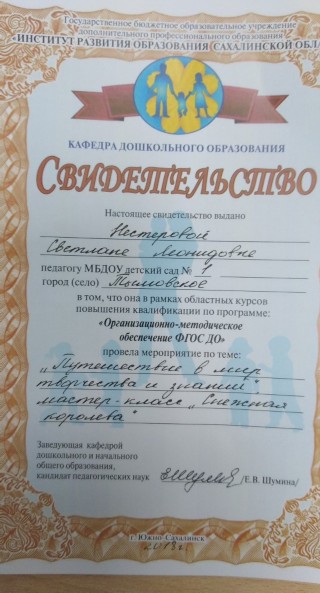 Государственное бюджетное образовательное учреждение
дополнительного профессионального образования
«ИНСТИТУТ РАЗВИТИЯ ОБРАЗОВАНИЯ САХАЛИНСКОЙ ОБЛА
КАФЕДРА ДОШКОЛЬНОГО ОБРАЗОВАНИЯ
СВИДЕТЕЛЬСТВО
Настоящее свидетельство выдано
Нестеровой
Светлане Леонидовне
педагогу МБДОУ детский сад № 1
город (село) Тымовское
в том, что она в рамках областных курсов
повышения квалификации по программе:
«Организационно-методическое
обеспечение ФГОС ДО»
провела мероприятие по теме:
„Путешествие в мир
творчества и знаний",
мастер-класс „Снежная
королева"
Заведующая кафедрой
дошкольного и начального
общего образования,
кандидат педагогических наук /Е.В. Шумина/
г. Южно-Сахалинск
2019 г.